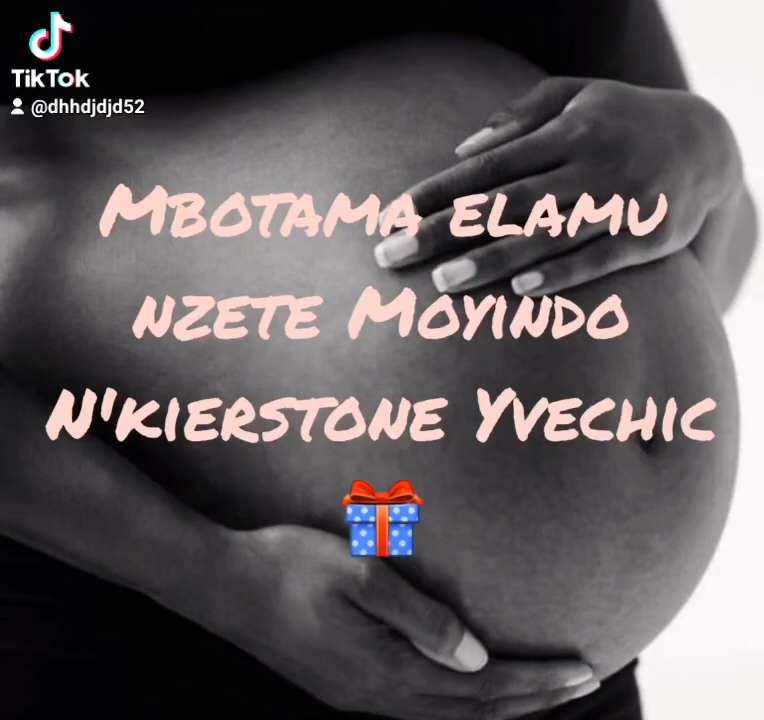 TikTok
@dhhdjdjd52
Mbotama elamu
nzete Moyindo
N'kierstone Yvechic